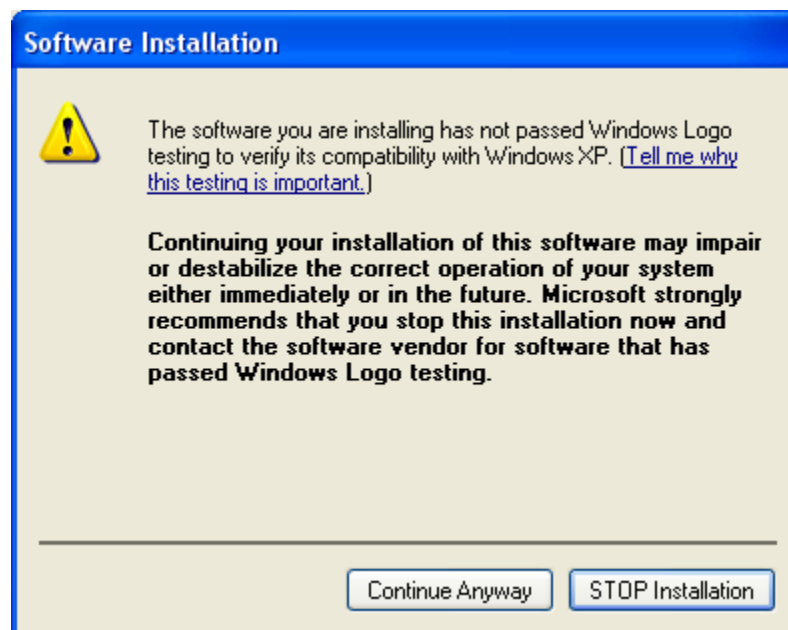 Software Installation
The software you are installing has not passed Windows Logo
testing to verify its compatibility with Windows XP. (Tell me why
this testing is important.)
Continuing your installation of this software may impair
or destabilize the correct operation of your system
either immediately or in the future. Microsoft strongly
recommends that you stop this installation now and
contact the software vendor for software that has
passed Windows Logo testing.
Continue Anyway
STOP Installation